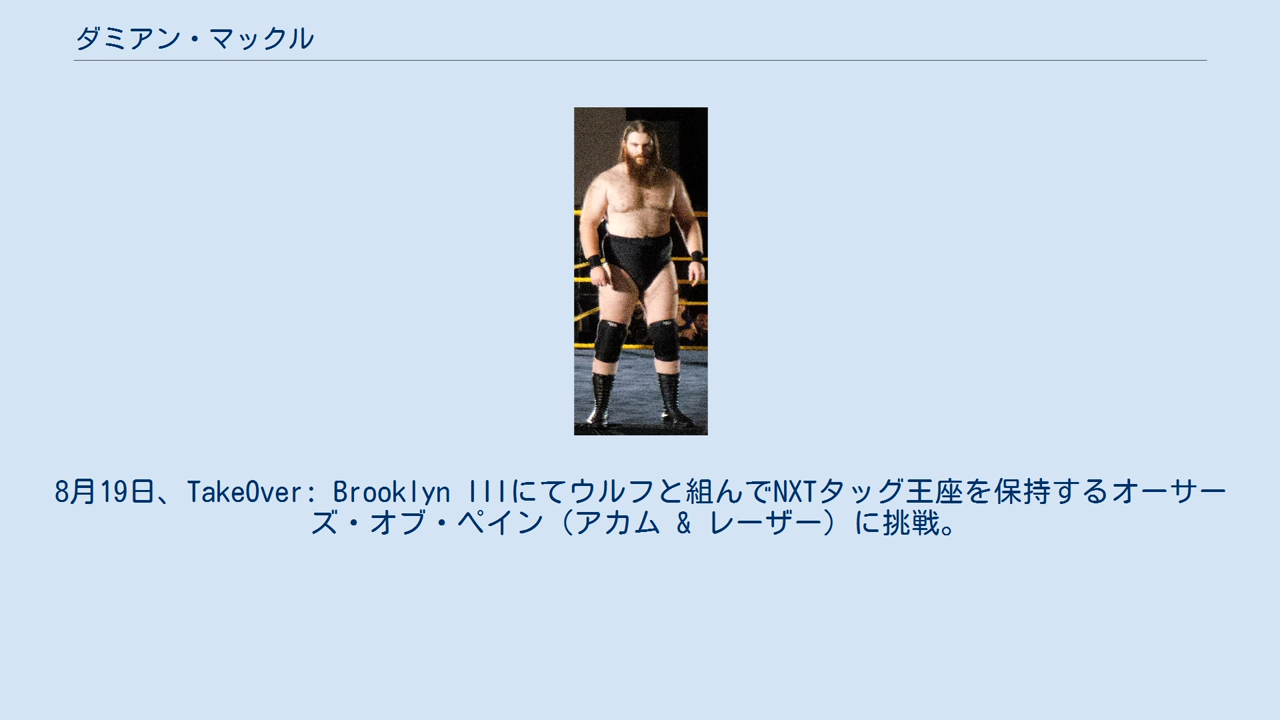 ダミアン・マックル
8月19日、TakeOver: Brooklyn IIIにてウルフと組んでNXTタッグ王座を保持するオーサー
ズ・オブ・ペイン（アカム & レーザー）に挑戦。